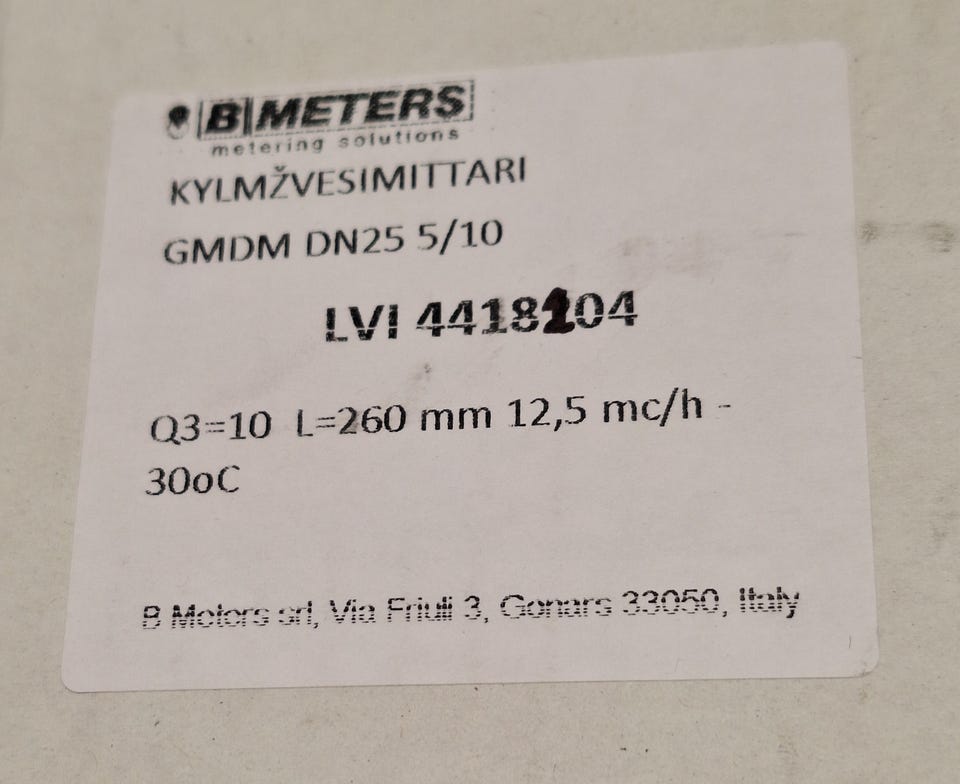 BMETERS
metering solutions
KYLMŽVESIMITTARI
GMDM DN25 5/10
LVI 4418104
Q3=10 L=260 mm 12,5 mc/h -
30oC
B Meters srl, Via Friuli 3, Gonars 33050, Italy